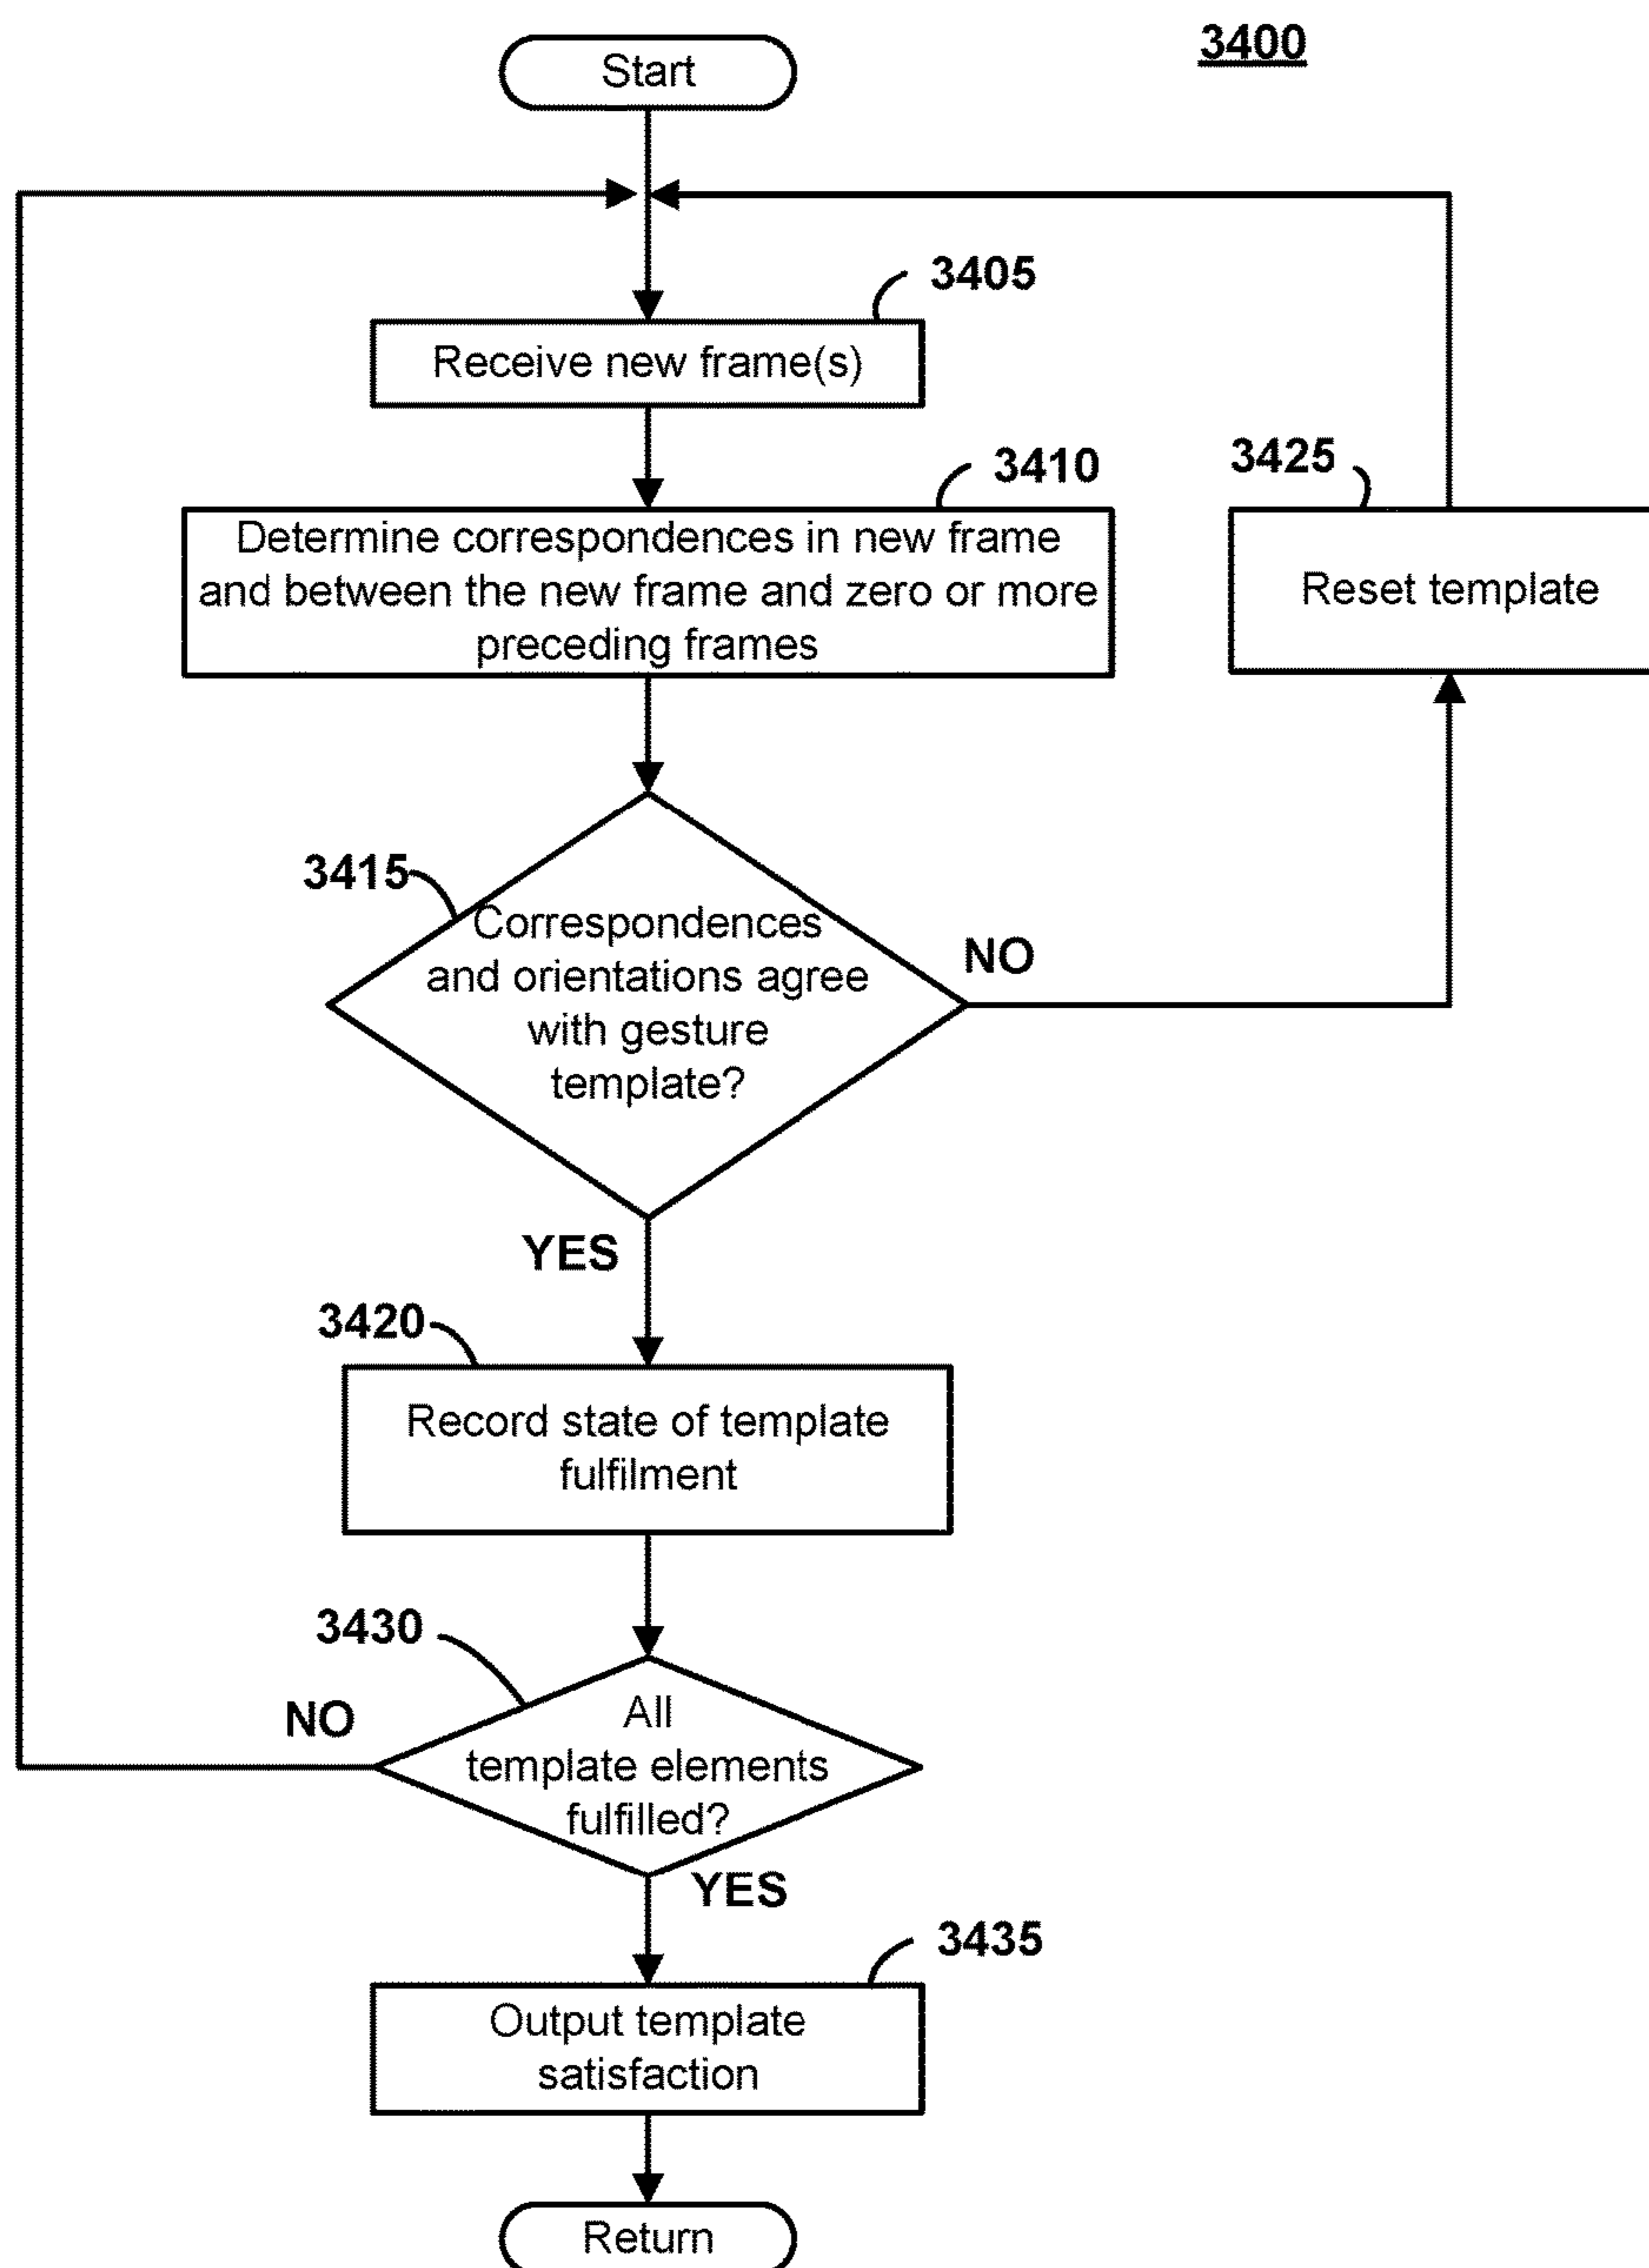 3400
Start
3405
Receive new frame(s)
3410
Determine correspondences in new frame
and between the new frame and zero or more
preceding frames
3425
Reset template
3415
Correspondences
and orientations agree
with gesture
template?
NO
YES
3420
Record state of template
fulfilment
3430
NO
All
template elements
fulfilled?
YES
3435
Output template
satisfaction
Return